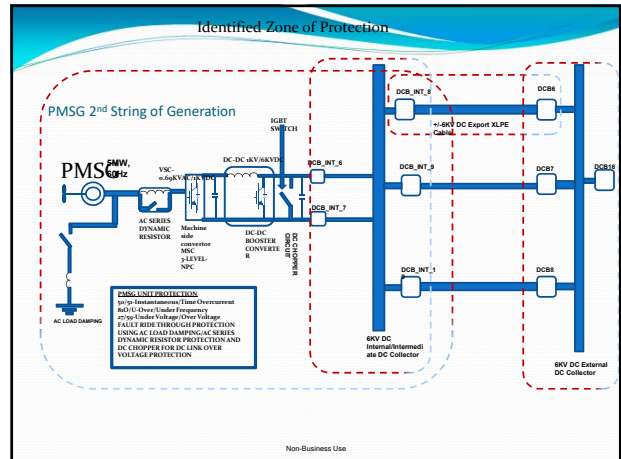 Identified Zone of Protection
PMSG 2nd String of Generation
IGBT
SWITCH
DCB_INT_8
DCB6
+/-6KV DC Export XLPE
Cable
PMSG
5MW,
60Hz
VSC-
0.69KVAC/1KVDC
DC-DC 1KV/6KVDC
DCB_INT_6
DCB_INT_9
DCB7
DCB16
DCB_INT_7
AC SERIES
DYNAMIC
RESISTOR
Machine
side
convertor
MSC
3-LEVEL-
NPC
DC-DC
BOOSTER
CONVERTE
R
DC CHOPPER
CIRCUIT
DCB_INT_1
0
DCB8
AC LOAD DAMPING
PMSG UNIT PROTECTION
50/51-Instantaneous/Time Overcurrent
81O/U-Over/Under Frequency
27/59-Under Voltage/Over Voltage
FAULT RIDE THROUGH PROTECTION
USING AC LOAD DAMPING/AC SERIES
DYNAMIC RESISTOR PROTECTION AND
DC CHOPPER FOR DC LINK OVER
VOLTAGE PROTECTION
6KV DC
Internal/Intermedi
ate DC Collector
6KV DC External
DC Collector
Non-Business Use